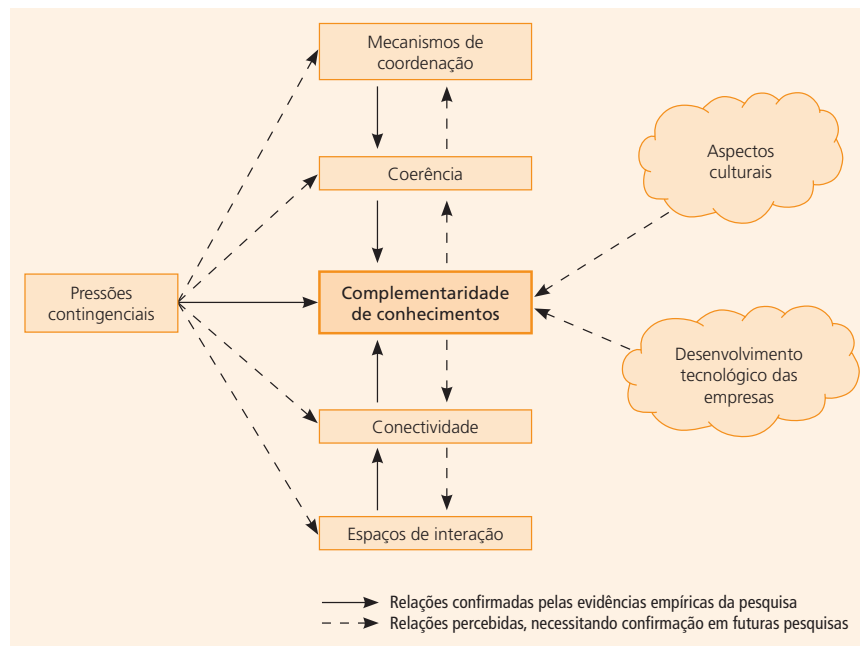 Mecanismos de
coordenação
Coerência
Aspectos
culturais
Pressões
contingenciais
Complementaridade
de conhecimentos
Desenvolvimento
tecnológico das
empresas
Conectividade
Espaços de interação
Relações confirmadas pelas evidências empíricas da pesquisa
Relações percebidas, necessitando confirmação em futuras pesquisas